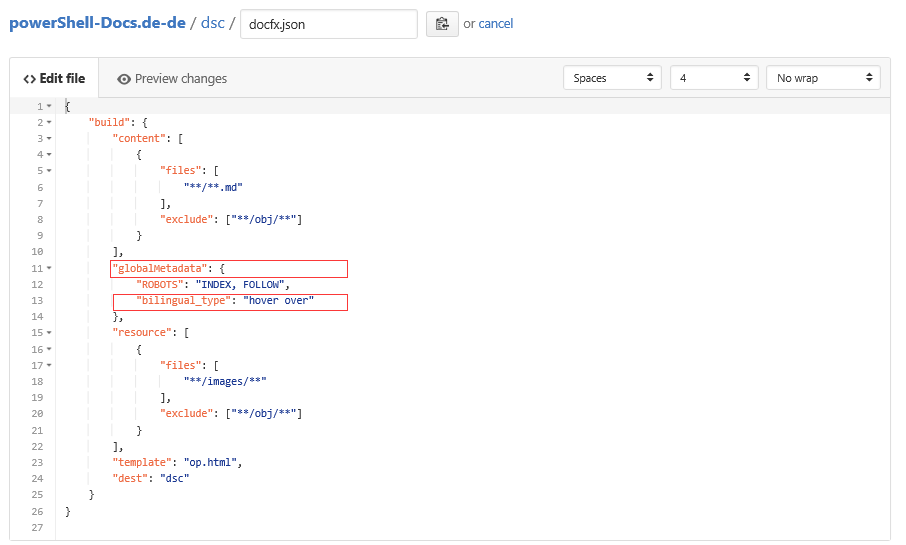 powerShell-Docs.de-de / dsc / docfx.json or cancel
<> Edit file Preview changes Spaces 4 No wrap
1 {
2 "build": {
3 "content": [
4 {
5 "files": [
6 "**/**.md"
7 ],
8 "exclude": ["**/obj/**"]
9 }
10 ],
11 "globalMetadata": {
12 "ROBOTS": "INDEX, FOLLOW",
13 "bilingual_type": "hover over"
14 },
15 "resource": [
16 {
17 "files": [
18 "**/images/**"
19 ],
20 "exclude": ["**/obj/**"]
21 }
22 ],
23 "template": "op.html",
24 "dest": "dsc"
25 }
26 }
27